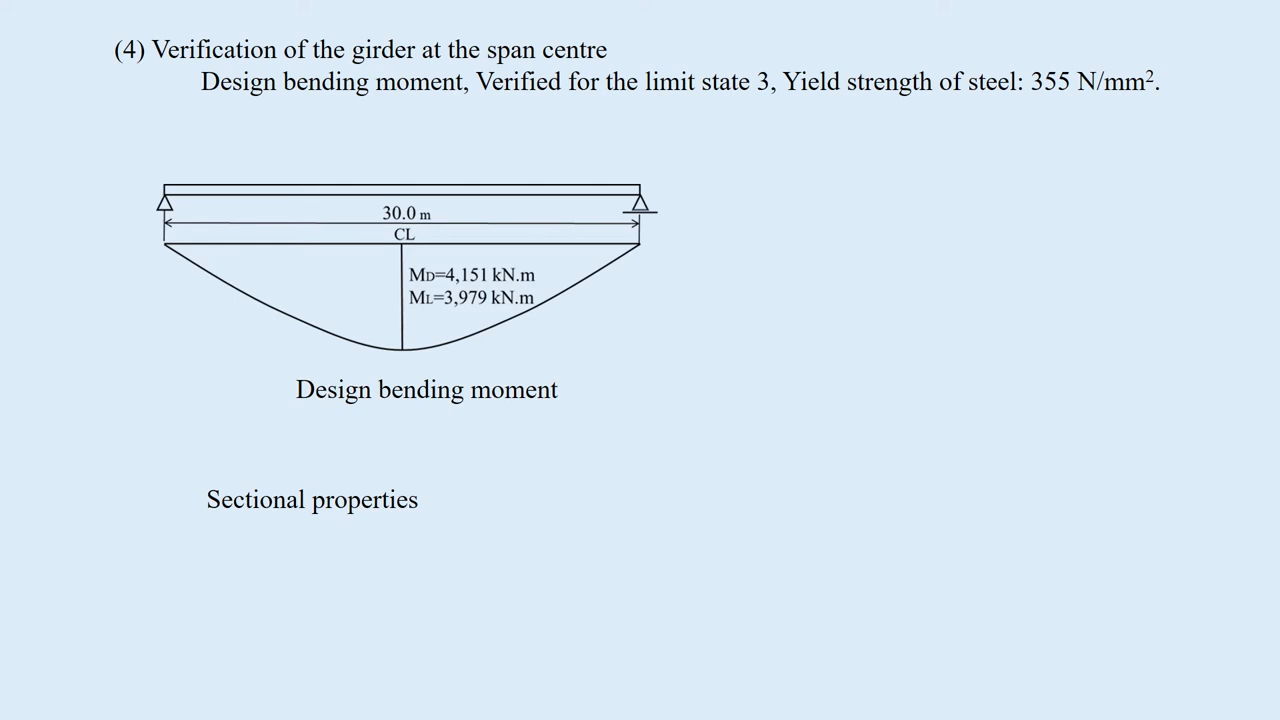 (4) Verification of the girder at the span centre
Design bending moment, Verified for the limit state 3, Yield strength of steel: 355 N/mm².
30.0 m
CL
MD=4,151 kN.m
ML=3,979 kN.m
Design bending moment
Sectional properties